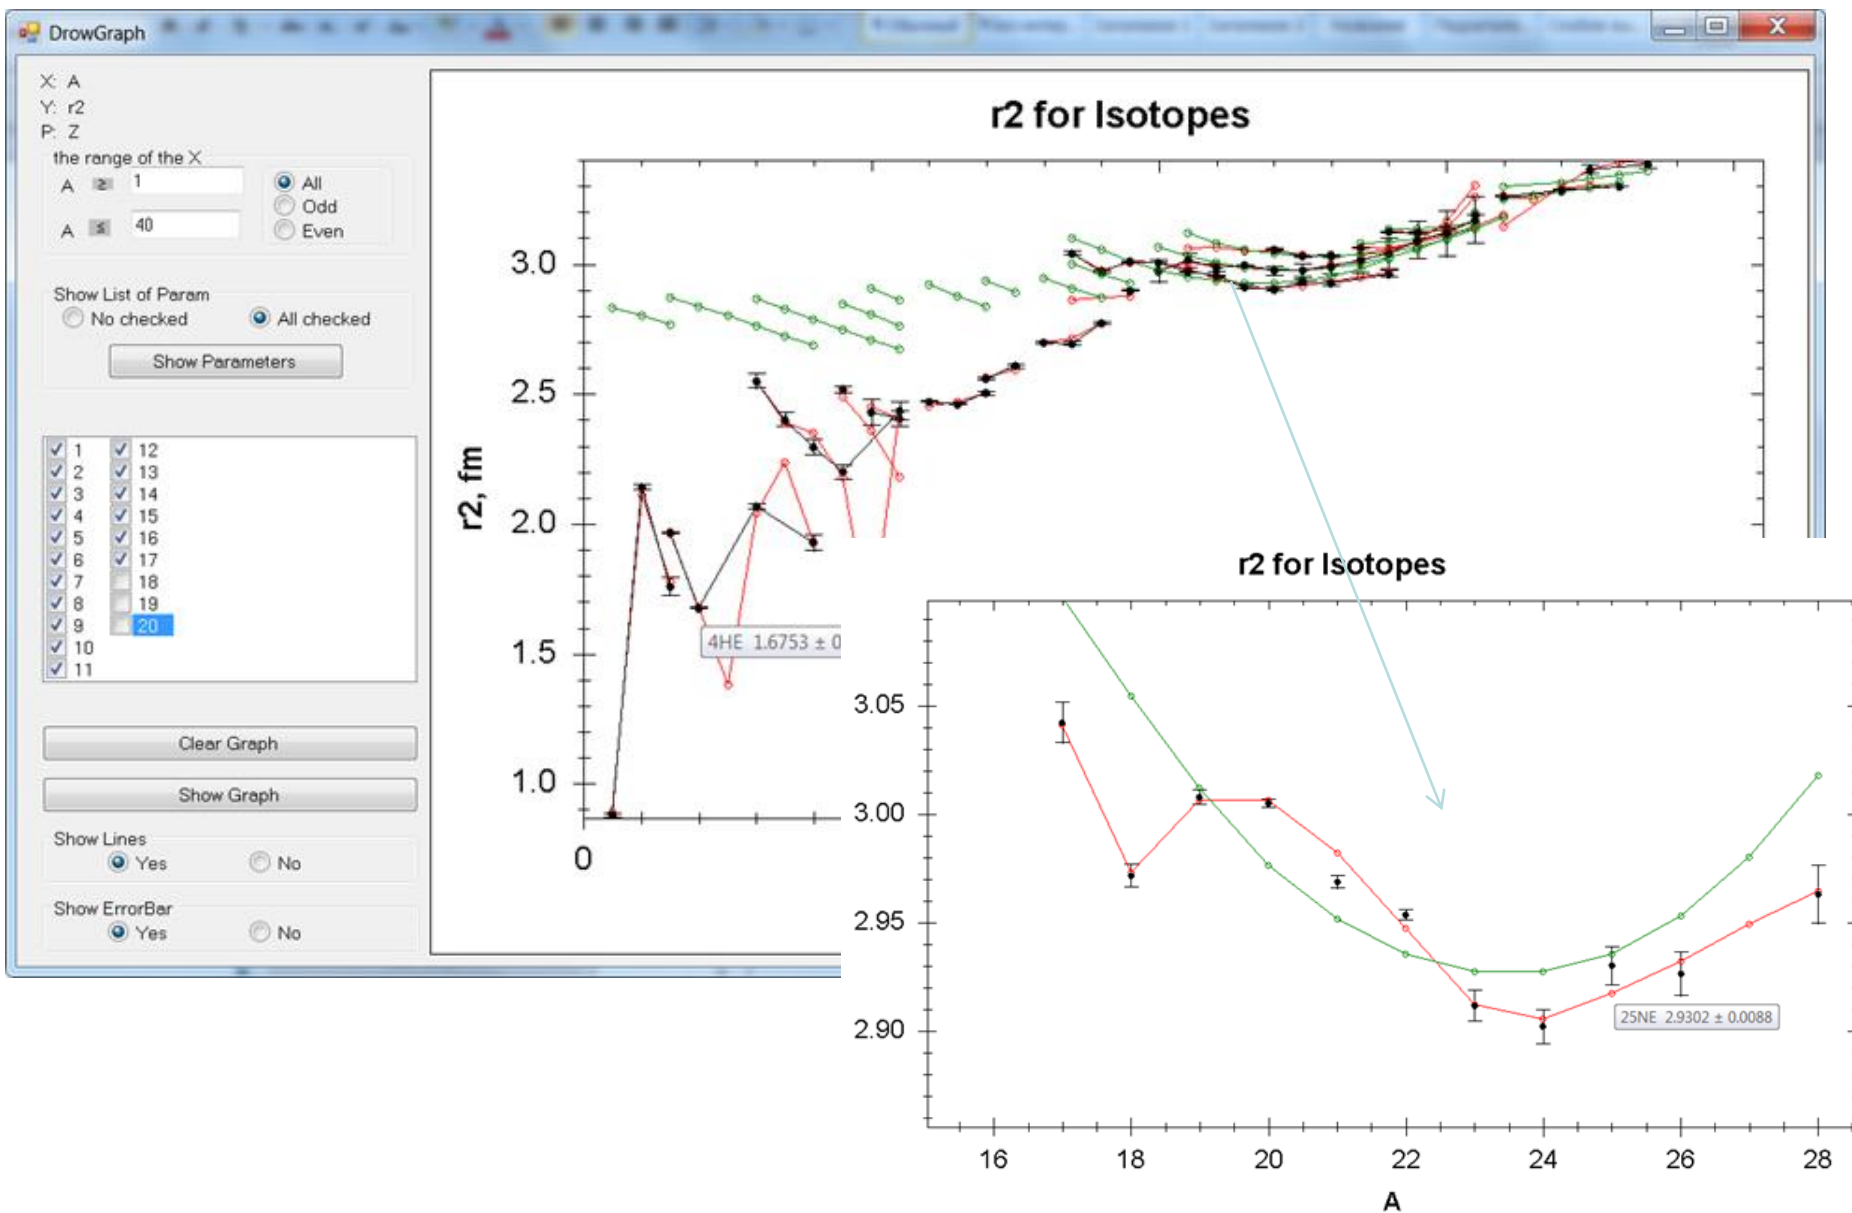 DrowGraph
X: A
Y: r2
P: Z
the range of the X
A ≥ 1
A ≤ 40
All
Odd
Even
Show List of Param
No checked
All checked
Show Parameters
1 12
2 13
3 14
4 15
5 16
6 17
7 18
8 19
9 20
10
11
Clear Graph
Show Graph
Show Lines
Yes No
Show ErrorBar
Yes No
r2 for Isotopes
r2, fm
3.0
2.5
2.0
1.5
1.0
0
4HE 1.6753 ± 0
r2 for Isotopes
3.05
3.00
2.95
2.90
25NE 2.9302 ± 0.0088
16 18 20 22 24 26 28
A